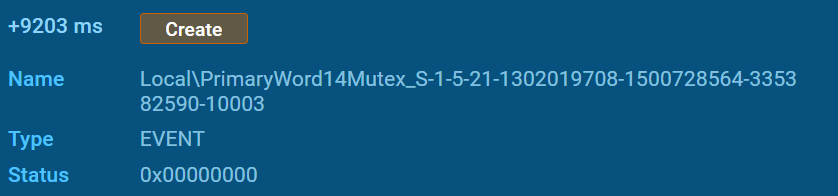 +9203 ms Create
Name Local\PrimaryWord14Mutex_S-1-5-21-1302019708-1500728564-3353
82590-10003
Type EVENT
Status 0x00000000